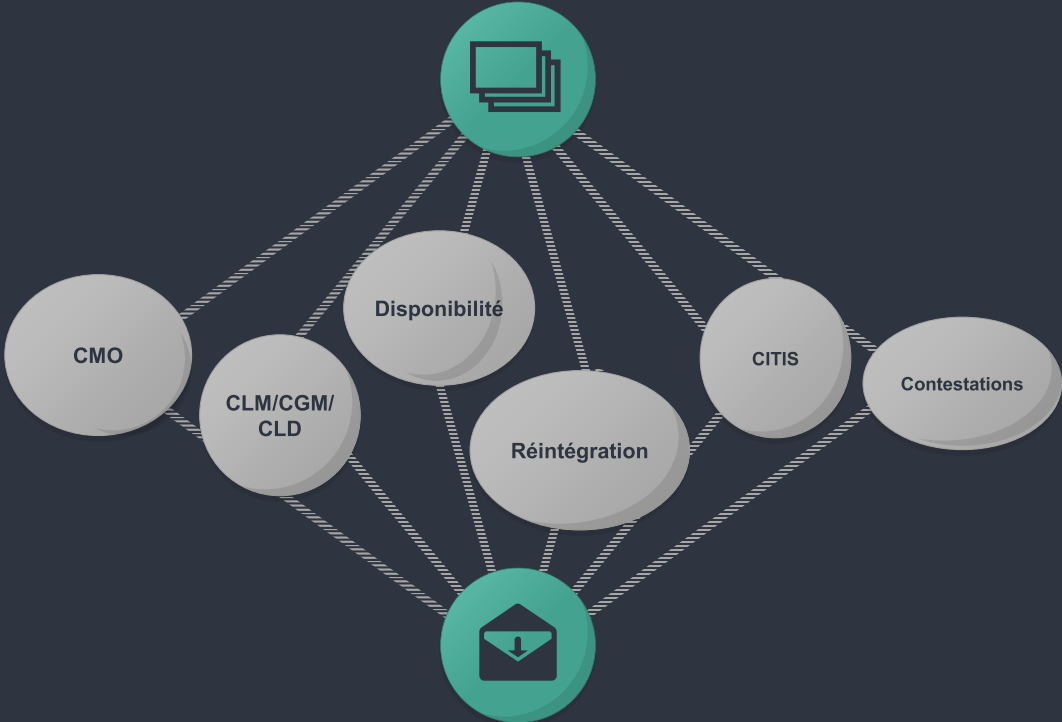 CMO
CLM/CGM/
CLD
Disponibilité
Réintégration
CITIS
Contestations